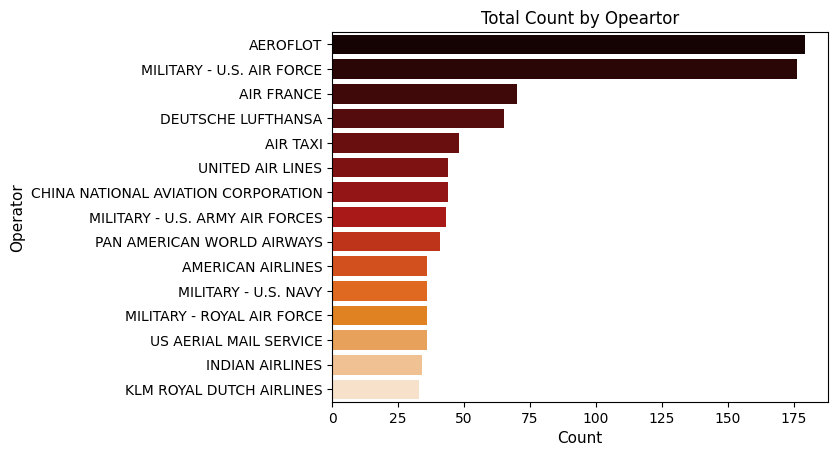 Total Count by Opeartor
AEROFLOT
MILITARY - U.S. AIR FORCE
AIR FRANCE
DEUTSCHE LUFTHANSA
AIR TAXI
UNITED AIR LINES
CHINA NATIONAL AVIATION CORPORATION
MILITARY - U.S. ARMY AIR FORCES
PAN AMERICAN WORLD AIRWAYS
AMERICAN AIRLINES
MILITARY - U.S. NAVY
MILITARY - ROYAL AIR FORCE
US AERIAL MAIL SERVICE
INDIAN AIRLINES
KLM ROYAL DUTCH AIRLINES
Operator
0 25 50 75 100 125 150 175
Count